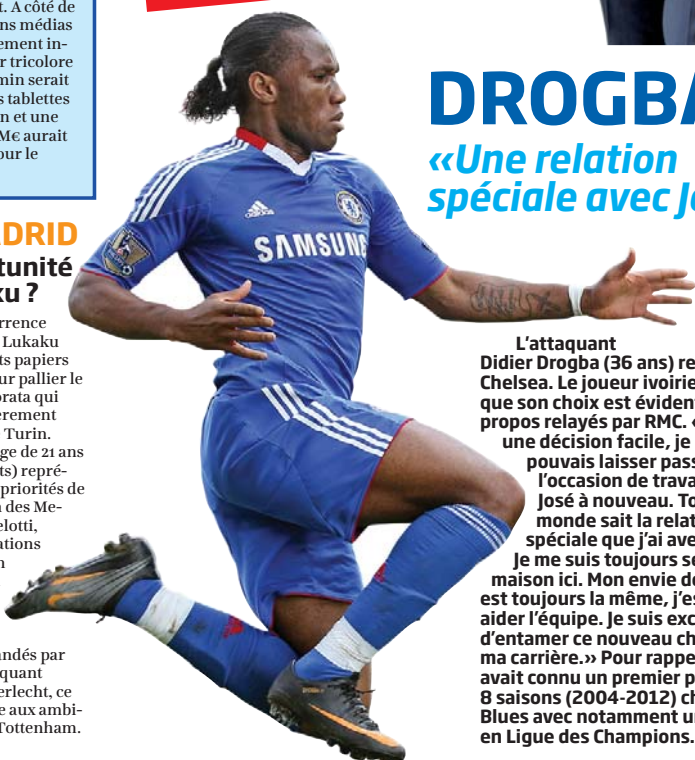 t. A côté de
ns médias
ement in-
r tricolore
min serait
s tablettes
n et une
M€ aurait
our le
DRID
tunité
ku ?
rrence
Lukaku
ts papiers
ur pallier le
orata qui
èrement
Turin.
ge de 21 ans
ts) repré-
priorités de
n des Me-
elotti,
ations
n
ndés par
quant
erlecht, ce
e aux ambi-
Tottenham.
adidas
SAMSUNG
DROGBA
«Une relation
spéciale avec J
L'attaquant
Didier Drogba (36 ans) re
Chelsea. Le joueur ivoirie
que son choix est évident
propos relayés par RMC. «
une décision facile, je
pouvais laisser pass
l'occasion de trava
José à nouveau. To
monde sait la relat
spéciale que j'ai ave
Je me suis toujours se
maison ici. Mon envie de
est toujours la même, j'es
aider l'équipe. Je suis exc
d'entamer ce nouveau ch
ma carrière.» Pour rappe
avait connu un premier p
8 saisons (2004-2012) ch
Blues avec notamment u
en Ligue des Champions.